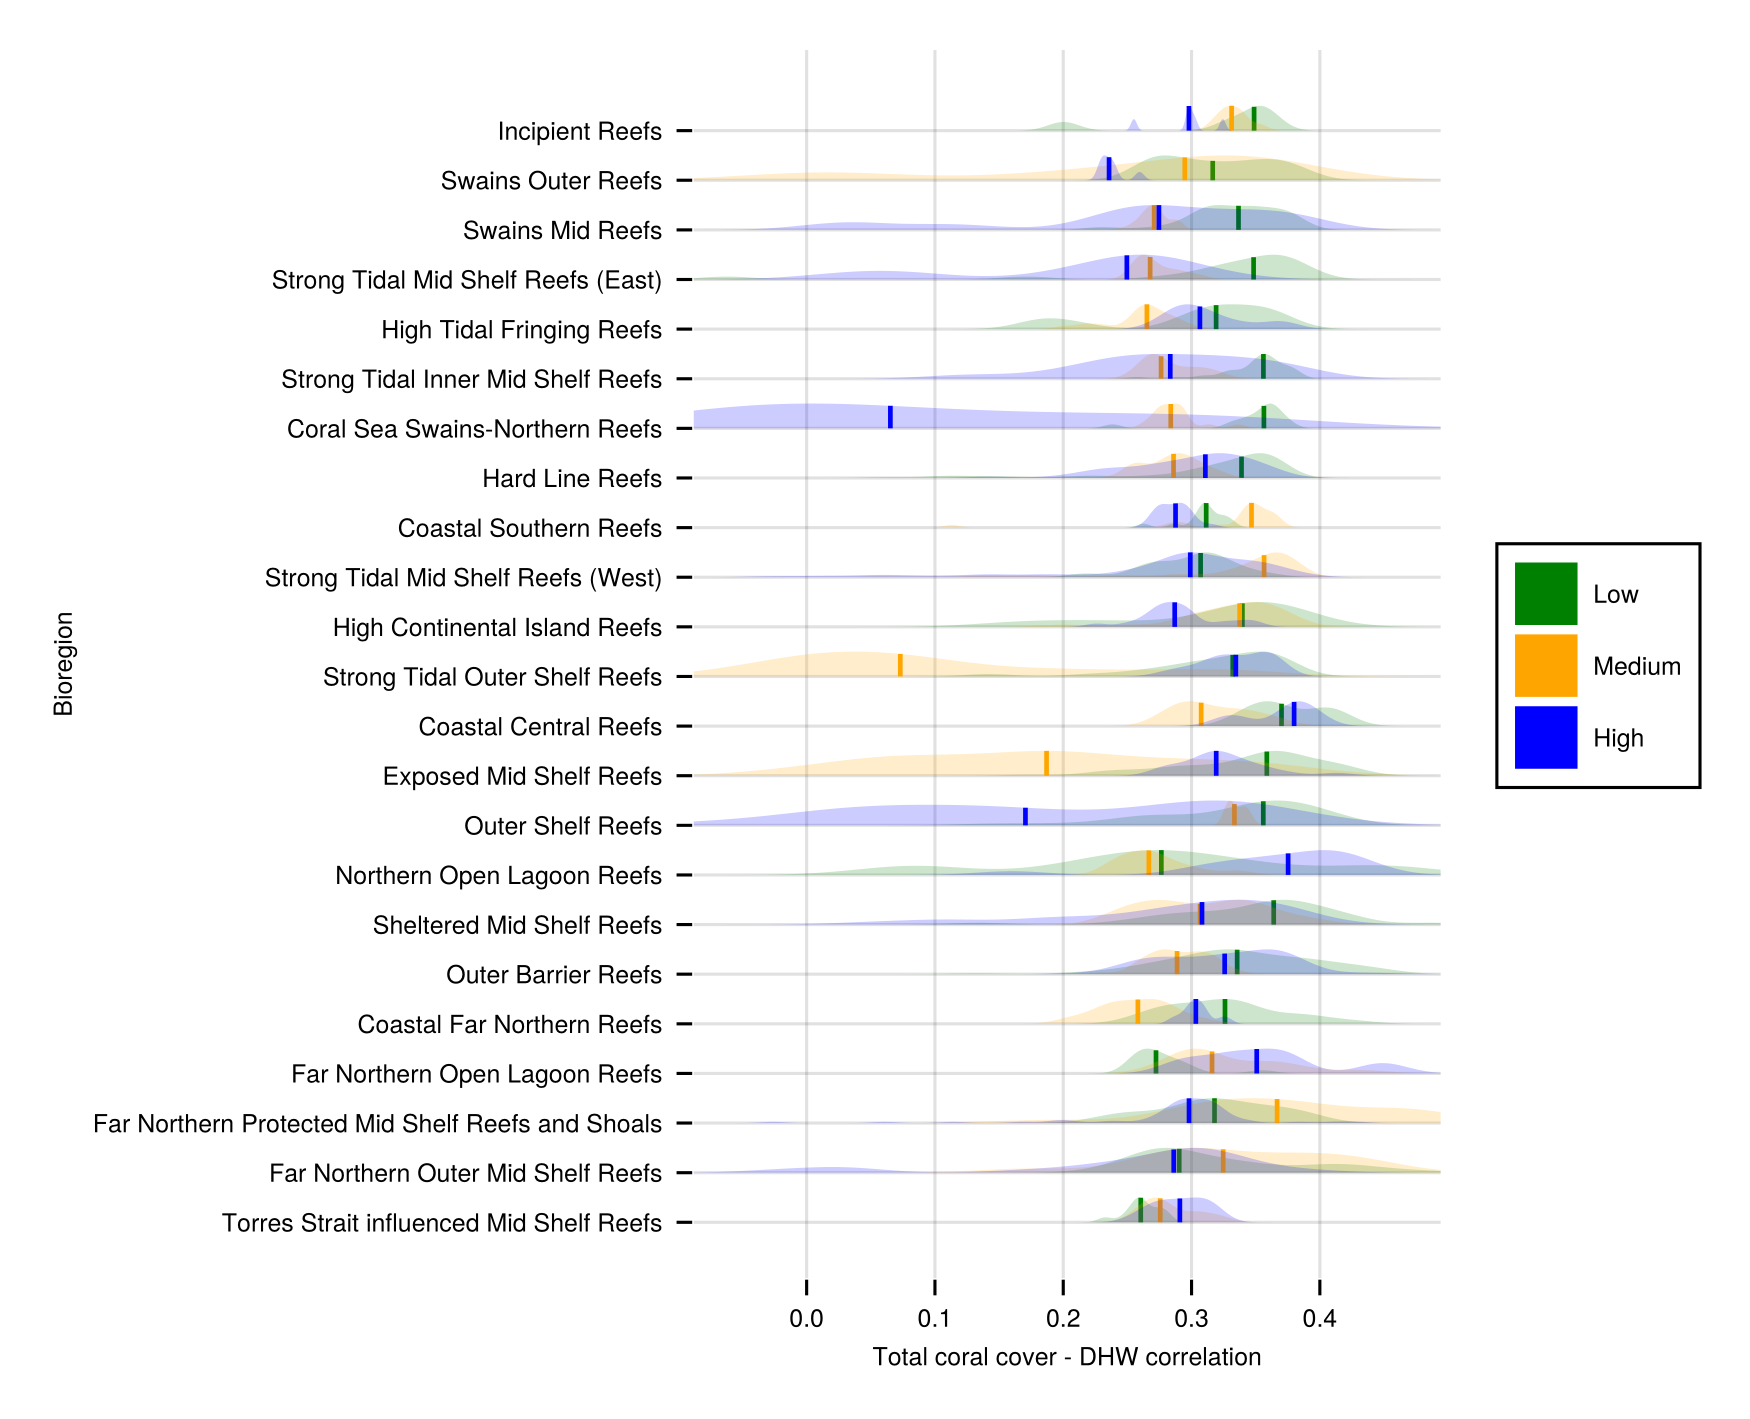 Incipient Reefs
Swains Outer Reefs
Swains Mid Reefs
Strong Tidal Mid Shelf Reefs (East)
High Tidal Fringing Reefs
Strong Tidal Inner Mid Shelf Reefs
Coral Sea Swains-Northern Reefs
Hard Line Reefs
Coastal Southern Reefs
Strong Tidal Mid Shelf Reefs (West)
High Continental Island Reefs
Strong Tidal Outer Shelf Reefs
Coastal Central Reefs
Exposed Mid Shelf Reefs
Outer Shelf Reefs
Northern Open Lagoon Reefs
Sheltered Mid Shelf Reefs
Outer Barrier Reefs
Coastal Far Northern Reefs
Far Northern Open Lagoon Reefs
Far Northern Protected Mid Shelf Reefs and Shoals
Far Northern Outer Mid Shelf Reefs
Torres Strait influenced Mid Shelf Reefs
Bioregion
0.0 0.1 0.2 0.3 0.4
Total coral cover - DHW correlation
Low
Medium
High